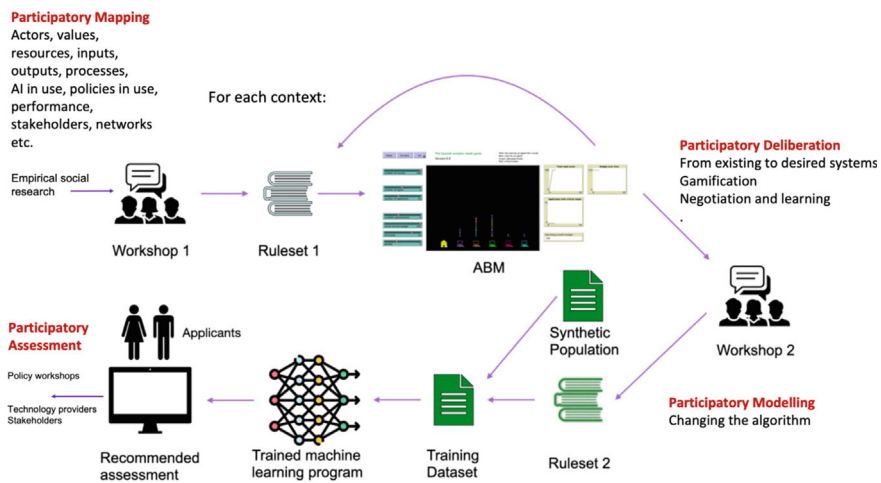 Participatory Mapping
Actors, values,
resources, inputs,
outputs, processes,
AI in use, policies in use,
performance,
stakeholders, networks
etc.
For each context:
Empirical social
research
Workshop 1
Ruleset 1
ABM
Participatory Deliberation
From existing to desired systems
Gamification
Negotiation and learning
.
Workshop 2
Synthetic
Population
Participatory Modelling
Changing the algorithm
Ruleset 2
Training
Dataset
Trained machine
learning program
Applicants
Recommended
assessment
Participatory
Assessment
Policy workshops
Technology providers
Stakeholders